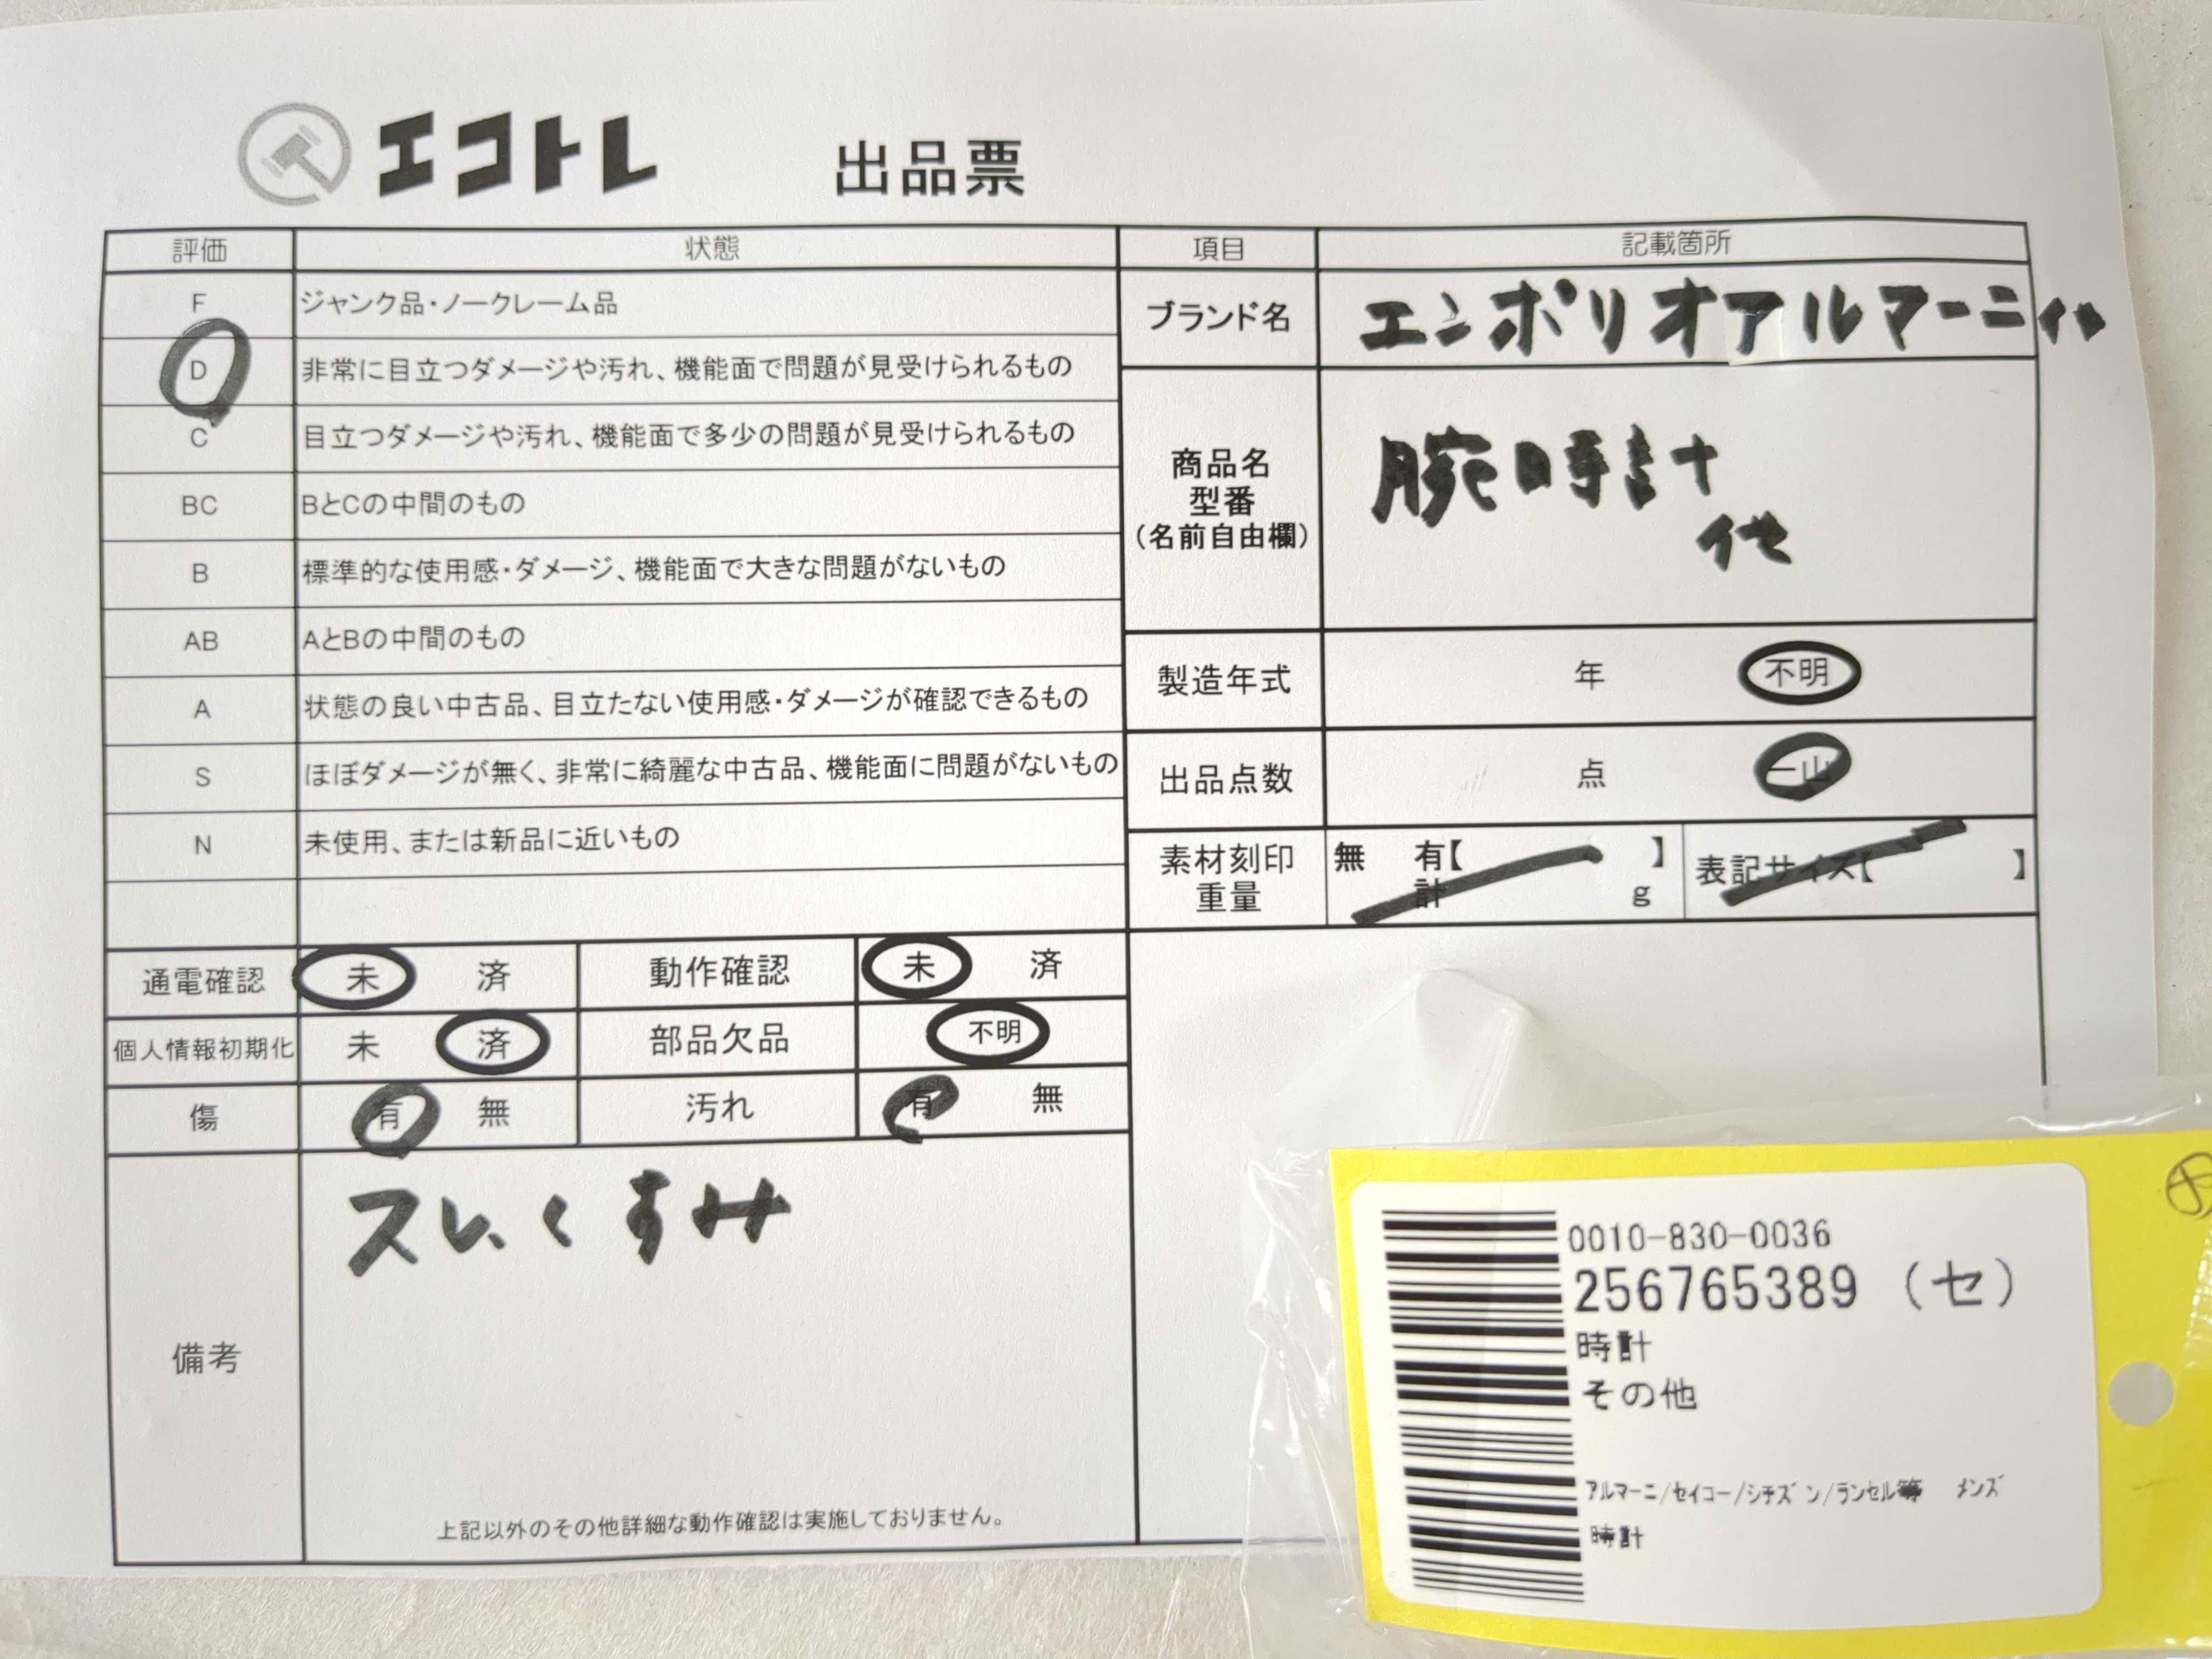 エコトレ 出品票
評価 状態 項目 記載箇所
F ジャンク品・ノークレーム品
ブランド名 エンポリオアルマーニ他
D 非常に目立つダメージや汚れ、機能面で問題が見受けられるもの
C 目立つダメージや汚れ、機能面で多少の問題が見受けられるもの
商品名
型番
(名前自由欄)
腕時計
他
BC BとCの中間のもの
B 標準的な使用感・ダメージ、機能面で大きな問題がないもの
AB AとBの中間のもの
製造年式 年 不明
A 状態の良い中古品、目立たない使用感・ダメージが確認できるもの
S ほぼダメージが無く、非常に綺麗な中古品、機能面に問題がないもの
出品点数 点 一山
N 未使用、または新品に近いもの
素材刻印 無 有【 】 表記サイズ【 】
重量 計 g
通電確認 未 済 動作確認 未 済
個人情報初期化 未 済 部品欠品 不明
傷 有 無 汚れ 有 無
備考
スレ、くすみ
上記以外のその他詳細な動作確認は実施しておりません。
0010-830-0036
256765389 (セ)
時計
その他
ｱﾙﾏｰﾆ/ｾｲｺｰ/ｼﾁｽﾞﾝ/ﾗﾝｾﾙ等 ﾒﾝｽﾞ
時計